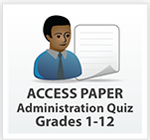 ACCESS PAPER
Administration Quiz
Grades 1-12